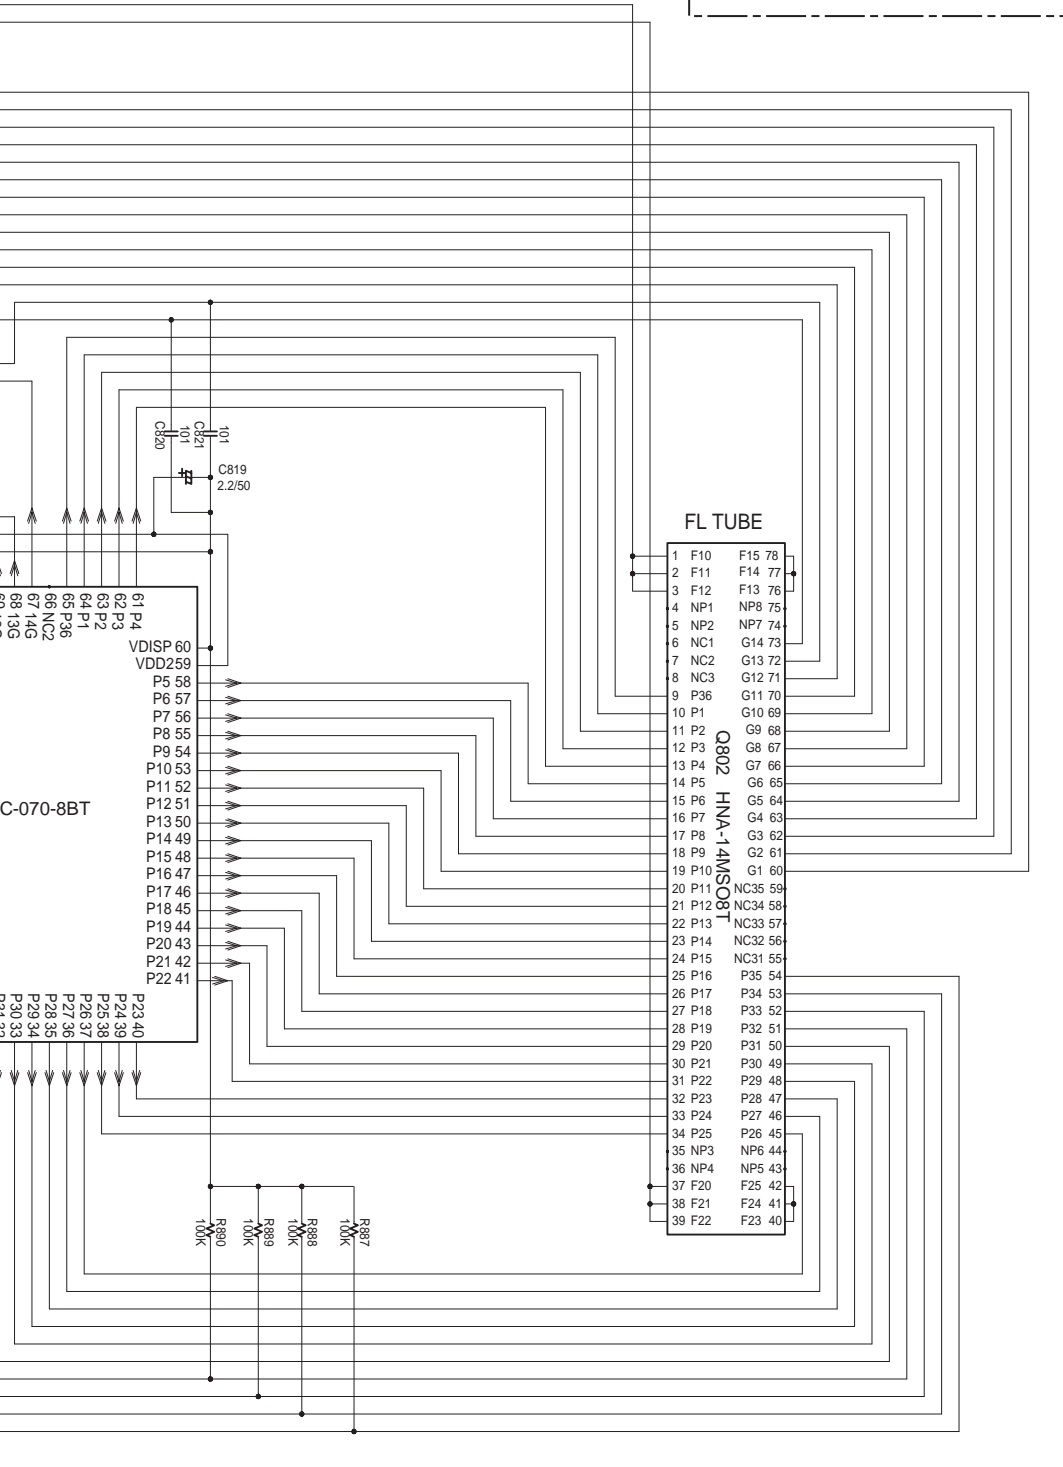 C820
101
C821
101
C819
2.2/50
68 13G
67 14G
66 NC2
65 P36
64 P1
63 P2
62 P3
61 P4
VDISP 60
VDD2 59
P5 58
P6 57
P7 56
P8 55
P9 54
P10 53
P11 52
P12 51
P13 50
P14 49
P15 48
P16 47
P17 46
P18 45
P19 44
P20 43
P21 42
P22 41
C-070-8BT
P30 33
P29 34
P28 35
P27 36
P26 37
P25 38
P24 39
P23 40
R890
100K
R889
100K
R888
100K
R887
100K
FL TUBE
1 F10 F15 78
2 F11 F14 77
3 F12 F13 76
4 NP1 NP8 75
5 NP2 NP7 74
6 NC1 G14 73
7 NC2 G13 72
8 NC3 G12 71
9 P36 G11 70
10 P1 G10 69
11 P2 G9 68
12 P3 G8 67
13 P4 G7 66
14 P5 G6 65
15 P6 G5 64
16 P7 G4 63
17 P8 G3 62
18 P9 G2 61
19 P10 G1 60
20 P11 NC35 59
21 P12 NC34 58
22 P13 NC33 57
23 P14 NC32 56
24 P15 NC31 55
25 P16 P35 54
26 P17 P34 53
27 P18 P33 52
28 P19 P32 51
29 P20 P31 50
30 P21 P30 49
31 P22 P29 48
32 P23 P28 47
33 P24 P27 46
34 P25 P26 45
35 NP3 NP6 44
36 NP4 NP5 43
37 F20 F25 42
38 F21 F24 41
39 F22 F23 40
Q802 HNA-14MSO8T